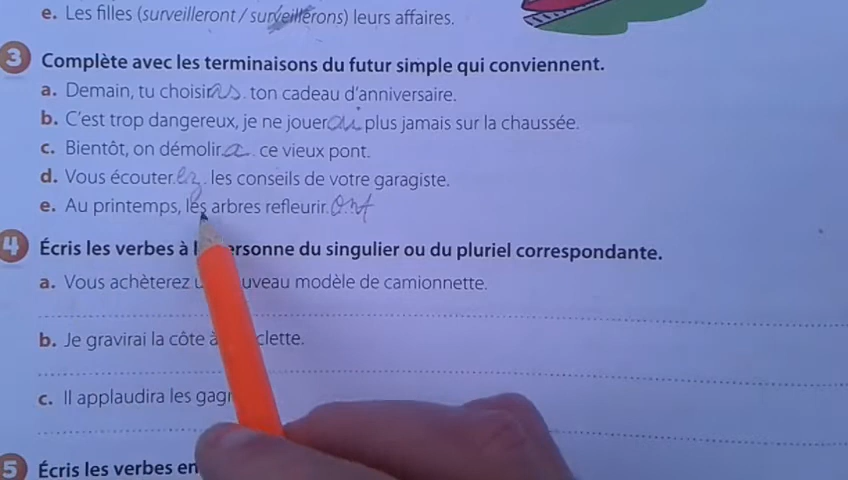 e. Les filles (surveilleront / surveillerons) leurs affaires.
3 Complète avec les terminaisons du futur simple qui conviennent.
a. Demain, tu choisiras ton cadeau d'anniversaire.
b. C'est trop dangereux, je ne jouerai plus jamais sur la chaussée.
c. Bientôt, on démolira ce vieux pont.
d. Vous écouterez les conseils de votre garagiste.
e. Au printemps, les arbres refleuriront
4 Écris les verbes à personne du singulier ou du pluriel correspondante.
a. Vous achèterez modèle de camionnette.
b. Je gravirai la côte à
c. Il applaudira les
5 Écris les verbes en